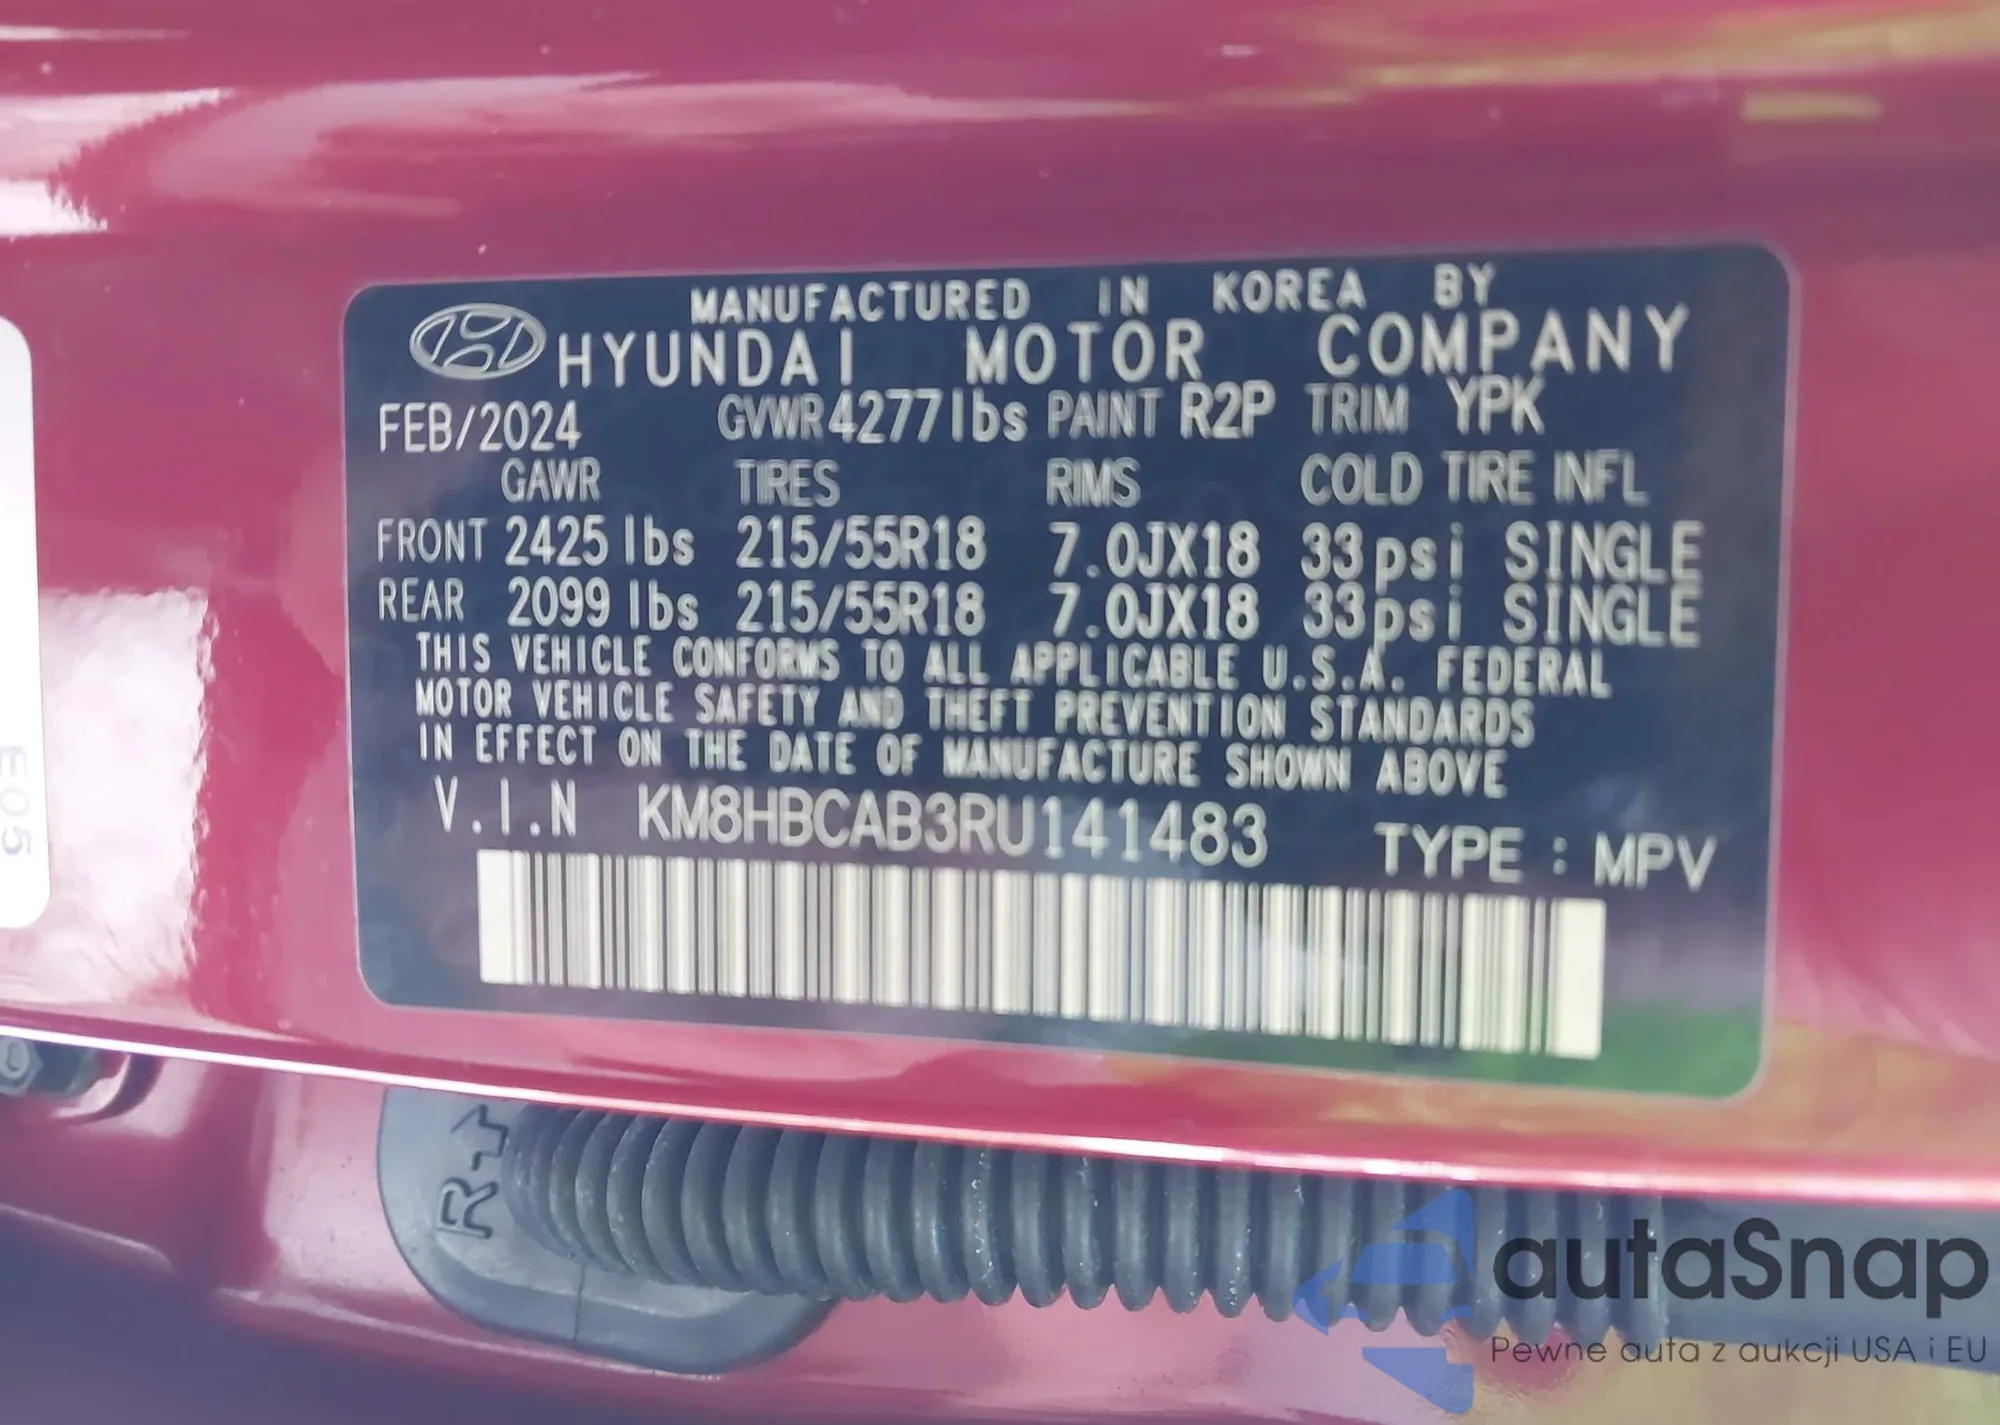 MANUFACTURED IN KOREA BY
HYUNDAI MOTOR COMPANY
FEB/2024 GVWR 4277lbs PAINT R2P TRIM YPK
GAWR TIRES RIMS COLD TIRE INFL
FRONT 2425 lbs 215/55R18 7.0JX18 33psi SINGLE
REAR 2099 lbs 215/55R18 7.0JX18 33psi SINGLE
THIS VEHICLE CONFORMS TO ALL APPLICABLE U.S.A. FEDERAL
MOTOR VEHICLE SAFETY AND THEFT PREVENTION STANDARDS
IN EFFECT ON THE DATE OF MANUFACTURE SHOWN ABOVE
V.I.N KM8HBCAB3RU141483 TYPE : MPV
E05
R
autaSnap
Pewne auta z aukcji USA i EU